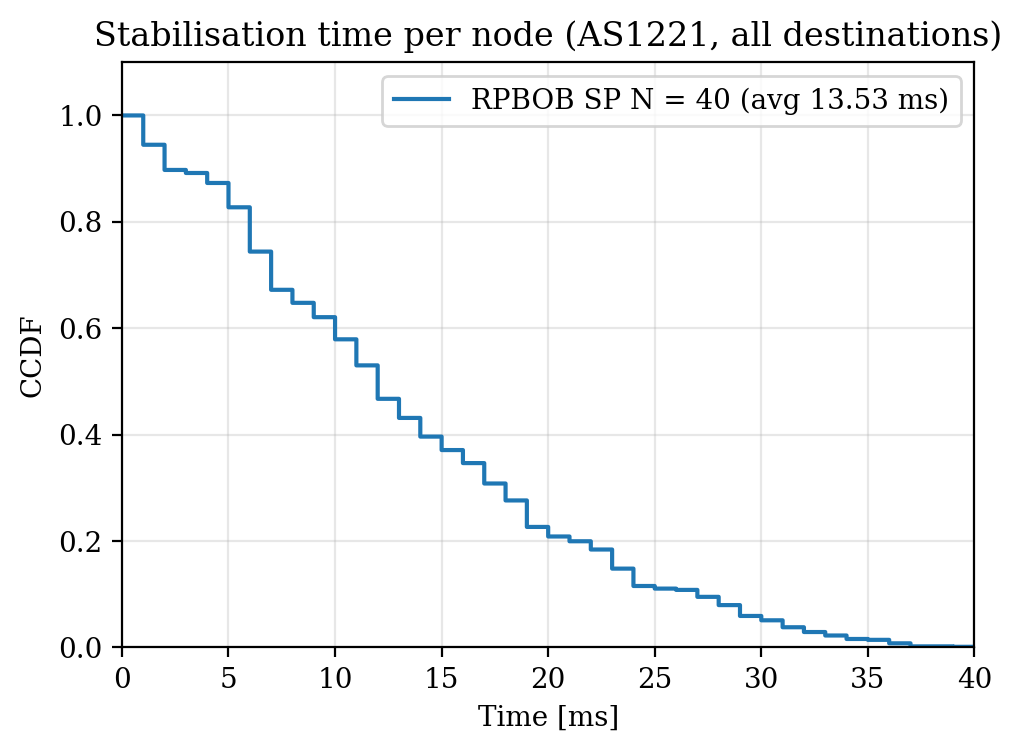 Stabilisation time per node (AS1221, all destinations)
RPBOB SP N = 40 (avg 13.53 ms)
1.0
0.8
0.6
0.4
0.2
0.0
CCDF
0 5 10 15 20 25 30 35 40
Time [ms]